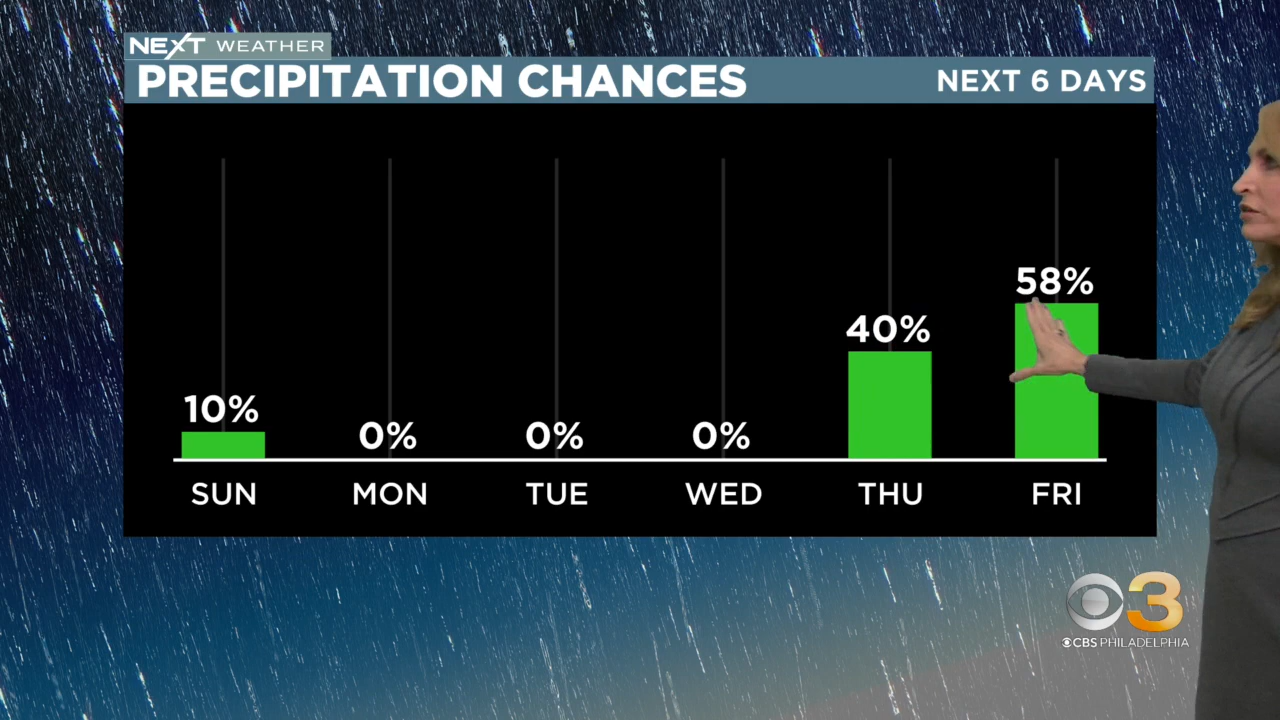 NEXT WEATHER
PRECIPITATION CHANCES NEXT 6 DAYS
10% 0% 0% 0% 40% 58%
SUN MON TUE WED THU FRI
3
CBS PHILADELPHIA